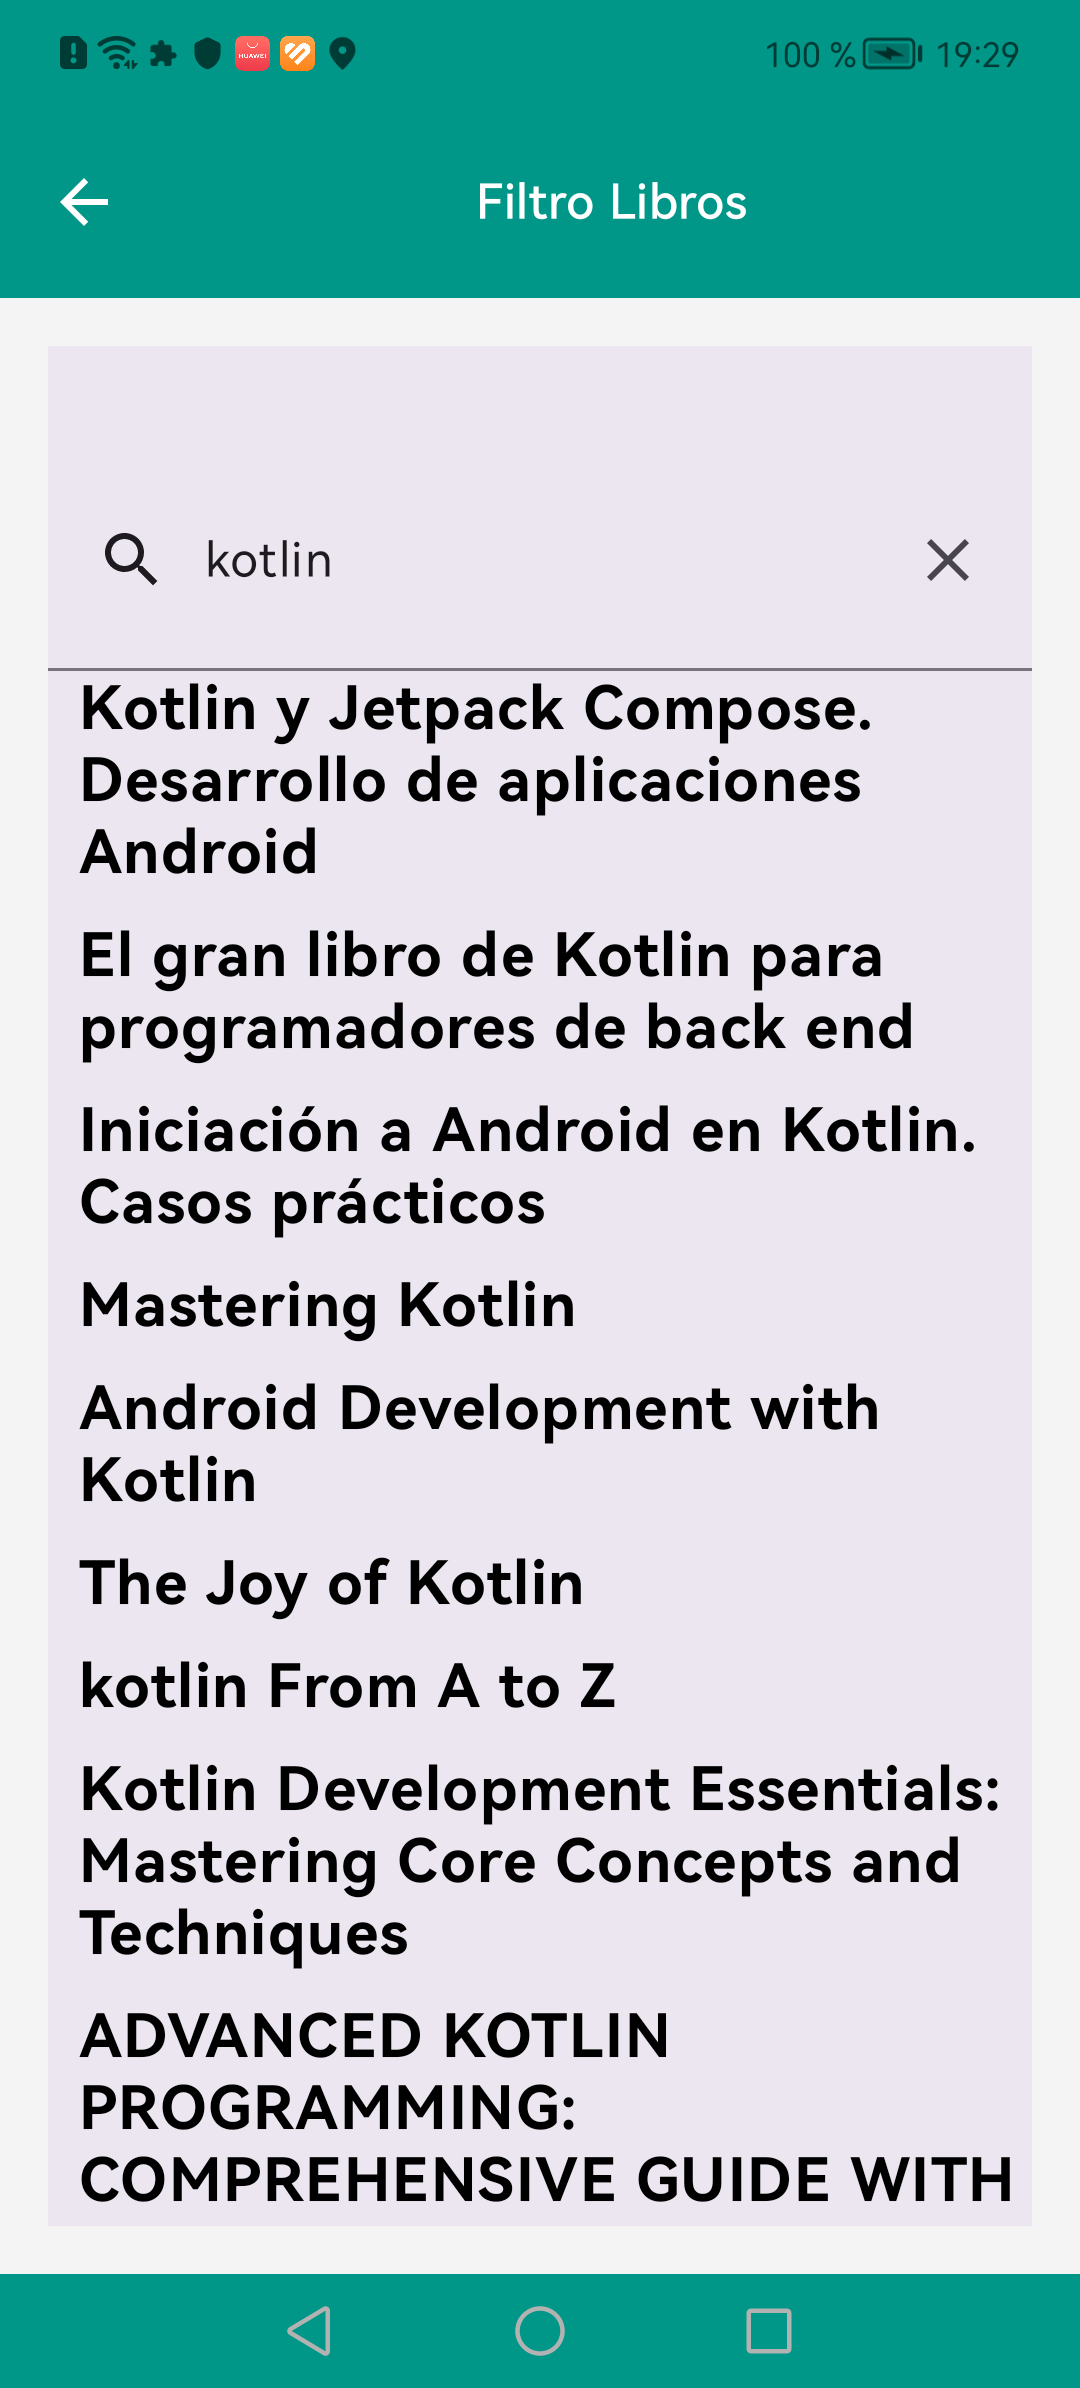 HUAWEI
100 % 19:29
Filtro Libros
kotlin
Kotlin y Jetpack Compose.
Desarrollo de aplicaciones
Android
El gran libro de Kotlin para
programadores de back end
Iniciación a Android en Kotlin.
Casos prácticos
Mastering Kotlin
Android Development with
Kotlin
The Joy of Kotlin
kotlin From A to Z
Kotlin Development Essentials:
Mastering Core Concepts and
Techniques
ADVANCED KOTLIN
PROGRAMMING:
COMPREHENSIVE GUIDE WITH